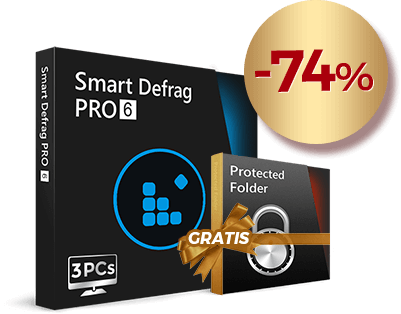 -74%
Smart Defrag
PRO 6
Smart Defrag PRO 6
3PCs
Protected
Folder
GRATIS